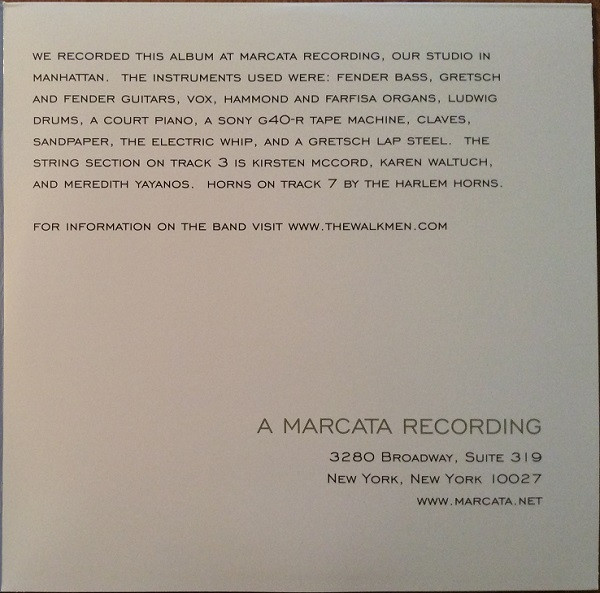 WE RECORDED THIS ALBUM AT MARCATA RECORDING, OUR STUDIO IN
MANHATTAN. THE INSTRUMENTS USED WERE: FENDER BASS, GRETSCH
AND FENDER GUITARS, VOX, HAMMOND AND FARFISA ORGANS, LUDWIG
DRUMS, A COURT PIANO, A SONY G40-R TAPE MACHINE, CLAVES,
SANDPAPER, THE ELECTRIC WHIP, AND A GRETSCH LAP STEEL. THE
STRING SECTION ON TRACK 3 IS KIRSTEN MCCORD, KAREN WALTUCH,
AND MEREDITH YAYANOS. HORNS ON TRACK 7 BY THE HARLEM HORNS.
FOR INFORMATION ON THE BAND VISIT WWW.THEWALKMEN.COM
A MARCATA RECORDING
3280 BROADWAY, SUITE 319
NEW YORK, NEW YORK 10027
WWW.MARCATA.NET